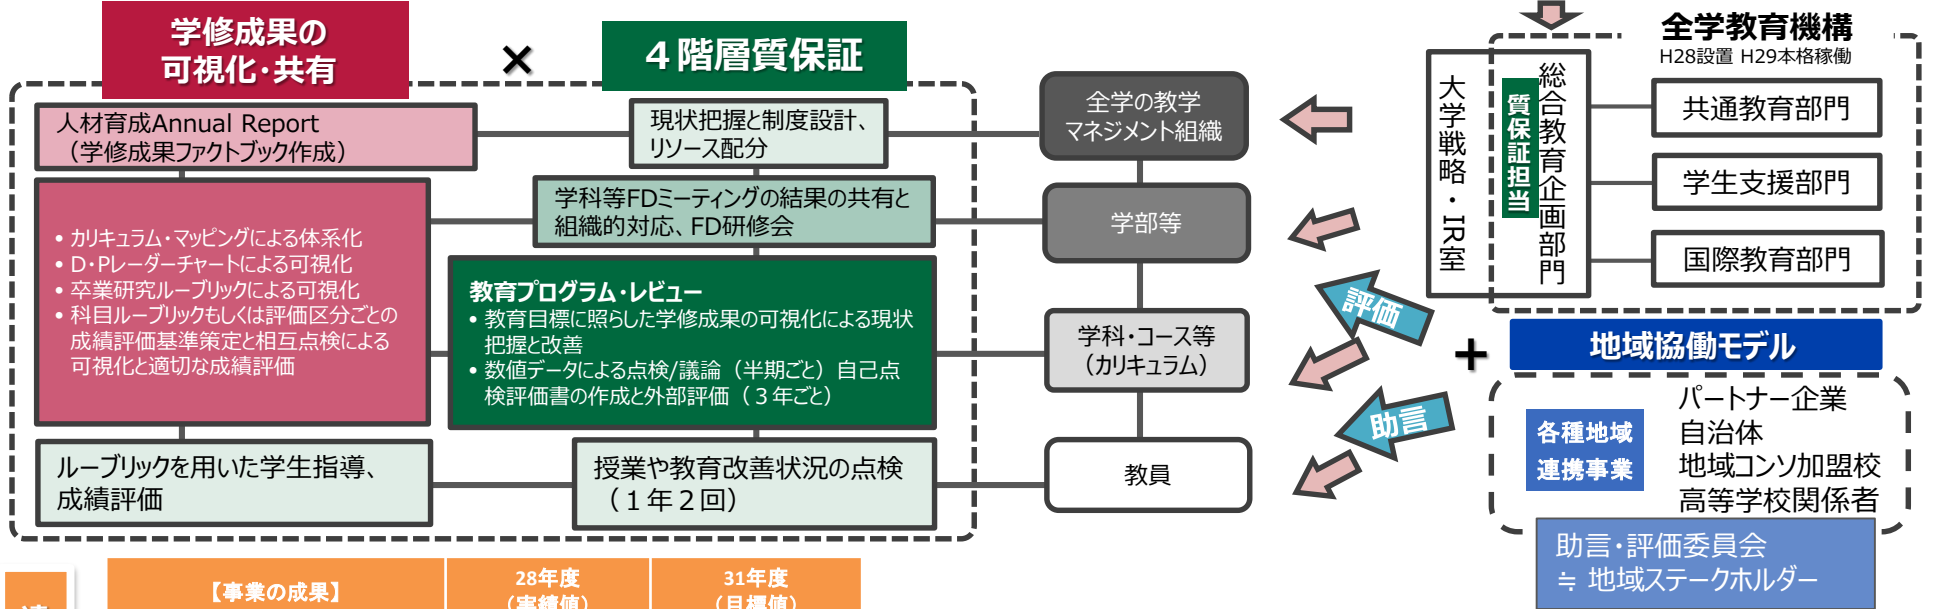 学修成果の
可視化・共有
×
４階層質保証
人材育成Annual Report
（学修成果ファクトブック作成）
現状把握と制度設計、
リソース配分
全学の教学
マネジメント組織
• カリキュラム・マッピングによる体系化
• D・Pレーダーチャートによる可視化
• 卒業研究ルーブリックによる可視化
• 科目ルーブリックもしくは評価区分ごとの
成績評価基準策定と相互点検による
可視化と適切な成績評価
学科等FDミーティングの結果の共有と
組織的対応、FD研修会
学部等
教育プログラム・レビュー
• 教育目標に照らした学修成果の可視化による現状
把握と改善
• 数値データによる点検/議論（半期ごと）自己点
検評価書の作成と外部評価（３年ごと）
学科・コース等
（カリキュラム）
ルーブリックを用いた学生指導、
成績評価
授業や教育改善状況の点検
（１年２回）
教員
全学教育機構
H28設置 H29本格稼働
大学戦略・IR室
質保証担当
総合教育企画部門
共通教育部門
学生支援部門
国際教育部門
評価
助言
+
地域協働モデル
各種地域
連携事業
パートナー企業
自治体
地域コンソ加盟校
高等学校関係者
助言・評価委員会
≒ 地域ステークホルダー
【事業の成果】
28年度
（実績値）
31年度
（目標値）